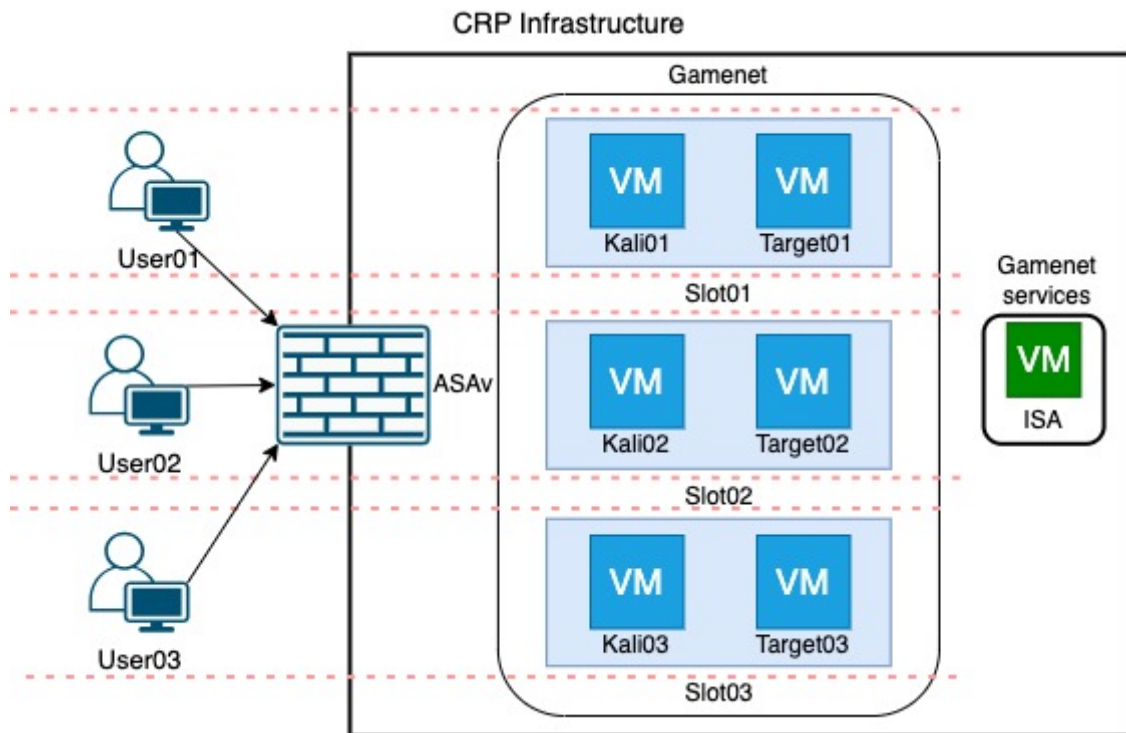 CRP Infrastructure
Gamenet
VM
VM
Kali01
Target01
User01
Slot01
Gamenet
services
VM
ISA
ASAv
VM
VM
Kali02
Target02
User02
Slot02
VM
VM
Kali03
Target03
User03
Slot03